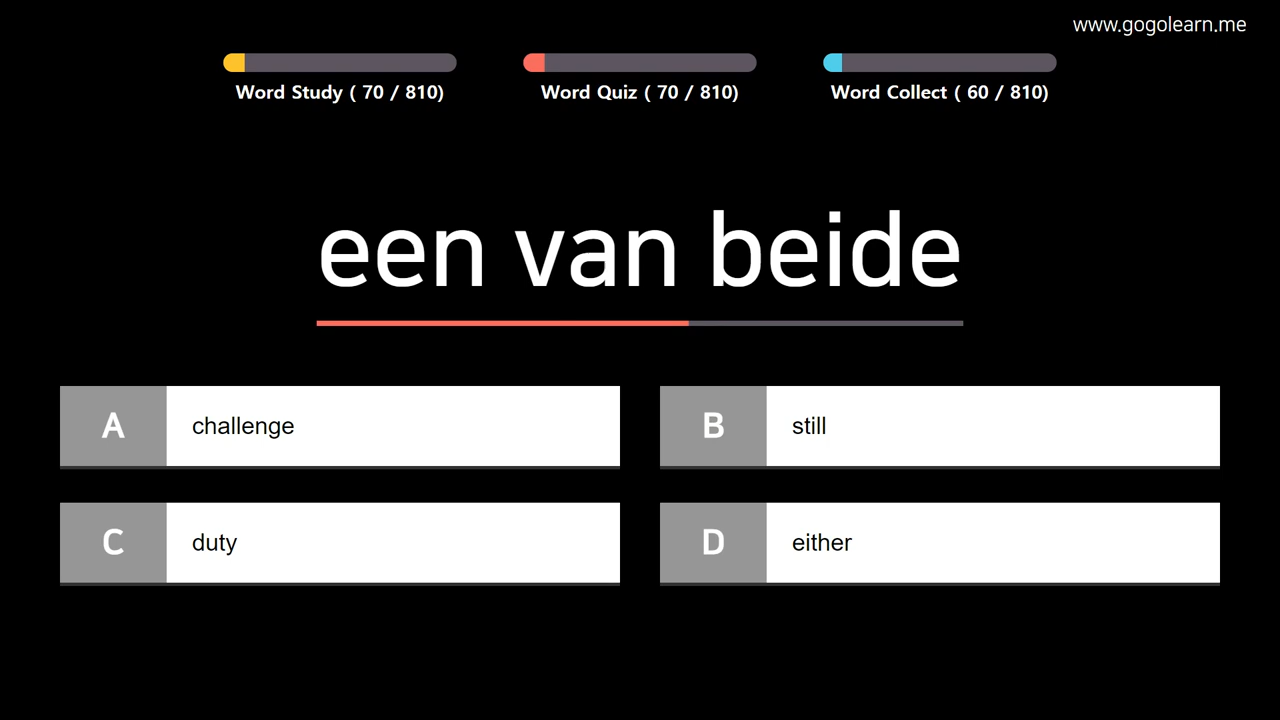 www.gogolearn.me
Word Study ( 70 / 810)
Word Quiz ( 70 / 810)
Word Collect ( 60 / 810)
een van beide
A challenge
B still
C duty
D either